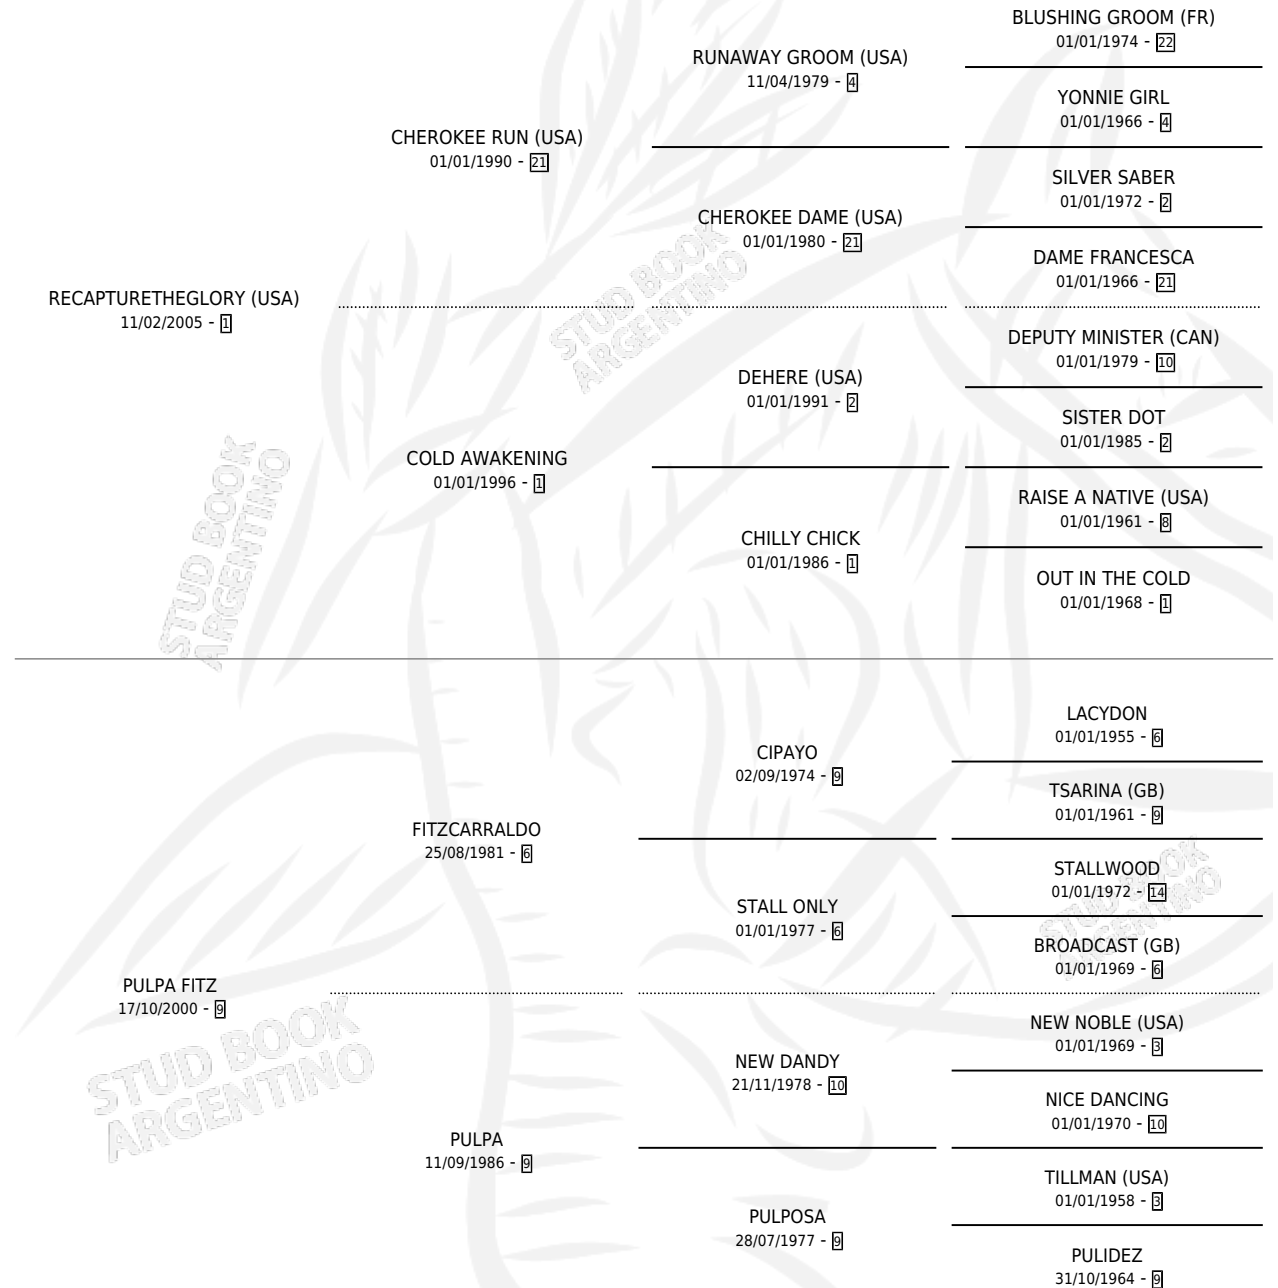 BLUSHING GROOM (FR)
01/01/1974 - 22
RUNAWAY GROOM (USA)
11/04/1979 - 4
YONNIE GIRL
01/01/1966 - 4
CHEROKEE RUN (USA)
01/01/1990 - 21
SILVER SABER
01/01/1972 - 2
CHEROKEE DAME (USA)
01/01/1980 - 21
DAME FRANCESCA
01/01/1966 - 21
RECAPTURETHEGLORY (USA)
11/02/2005 - 1
DEPUTY MINISTER (CAN)
01/01/1979 - 10
DEHERE (USA)
01/01/1991 - 2
SISTER DOT
01/01/1985 - 2
COLD AWAKENING
01/01/1996 - 1
RAISE A NATIVE (USA)
01/01/1961 - 8
CHILLY CHICK
01/01/1986 - 1
OUT IN THE COLD
01/01/1968 - 1
LACYDON
01/01/1955 - 6
CIPAYO
02/09/1974 - 9
TSARINA (GB)
01/01/1961 - 9
FITZCARRALDO
25/08/1981 - 6
STALLWOOD
01/01/1972 - 14
STALL ONLY
01/01/1977 - 6
BROADCAST (GB)
01/01/1969 - 6
PULPA FITZ
17/10/2000 - 9
NEW NOBLE (USA)
01/01/1969 - 3
NEW DANDY
21/11/1978 - 10
NICE DANCING
01/01/1970 - 10
PULPA
11/09/1986 - 9
TILLMAN (USA)
01/01/1958 - 3
PULPOSA
28/07/1977 - 9
PULIDEZ
31/10/1964 - 9
STUD BOOK
ARGENTINO
STUD BOOK
ARGENTINO
STUD BOOK
ARGENTINO
STUD BOOK
ARGENTINO